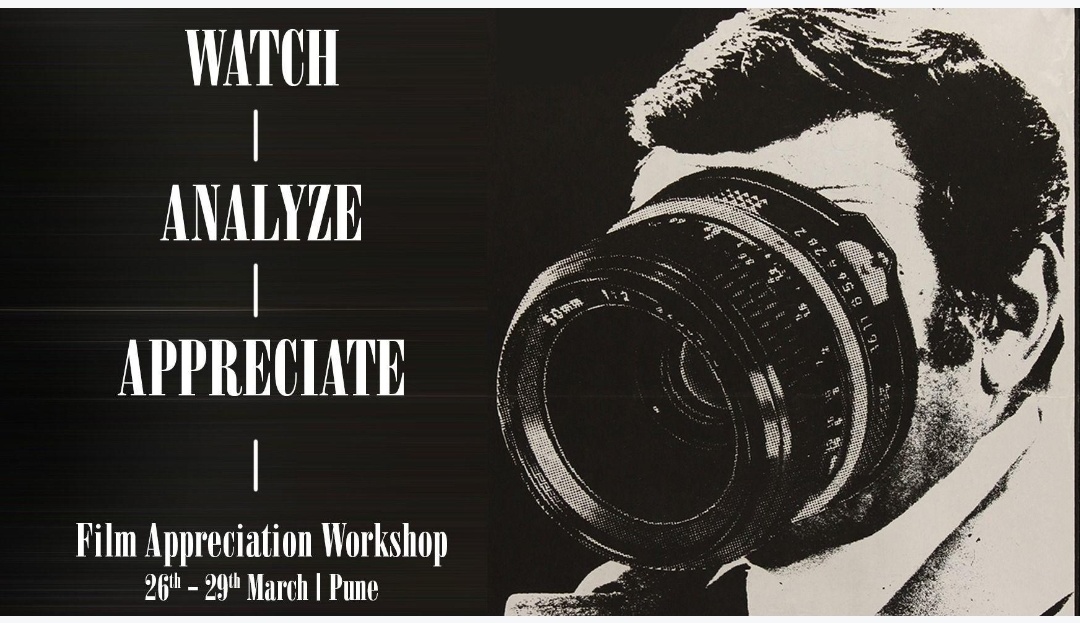 WATCH
ANALYZE
APPRECIATE
Film Appreciation Workshop
26th – 29th March | Pune
50mm 1:2